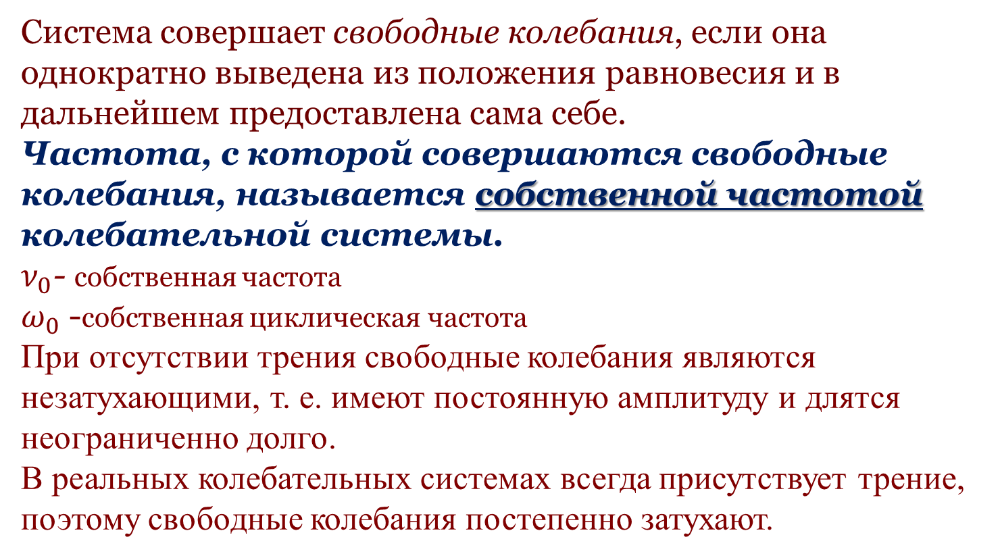 Система совершает свободные колебания, если она
однократно выведена из положения равновесия и в
дальнейшем предоставлена сама себе.
Частота, с которой совершаются свободные
колебания, называется собственной частотой
колебательной системы.
𝜈₀- собственная частота
𝜔₀ -собственная циклическая частота
При отсутствии трения свободные колебания являются
незатухающими, т. е. имеют постоянную амплитуду и длятся
неограниченно долго.
В реальных колебательных системах всегда присутствует трение,
поэтому свободные колебания постепенно затухают.